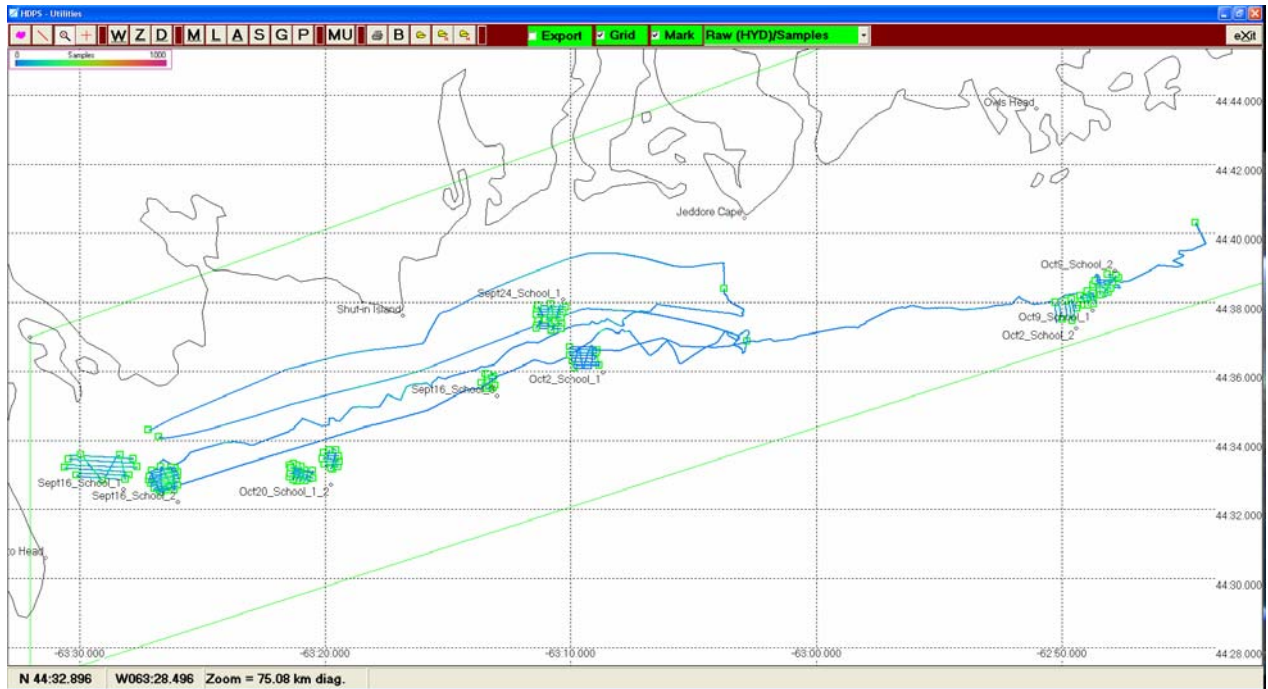 HDPS - Utilities
W Z D M L A S G P MU B Export Grid Mark Raw (HYD)/Samples eXit
0 Samples 1000
Owls Head
44:44.000
44:42.000
Jeddore Cape
44:40.000
Oct5_School_2
Sept24_School_1
Shut-in Island
44:38.000
Oct9_School_1
Oct2_School_2
44:36.000
Oct2_School_1
44:34.000
Sept16_School_1
Sept16_School_2
Oct20_School_1_2
44:32.000
to Head
44:30.000
-63:30.000 -63:20.000 -63:10.000 -63:00.000 -62:50.000 44:28.000
N 44:32.896 W063:28.496 Zoom = 75.08 km diag.